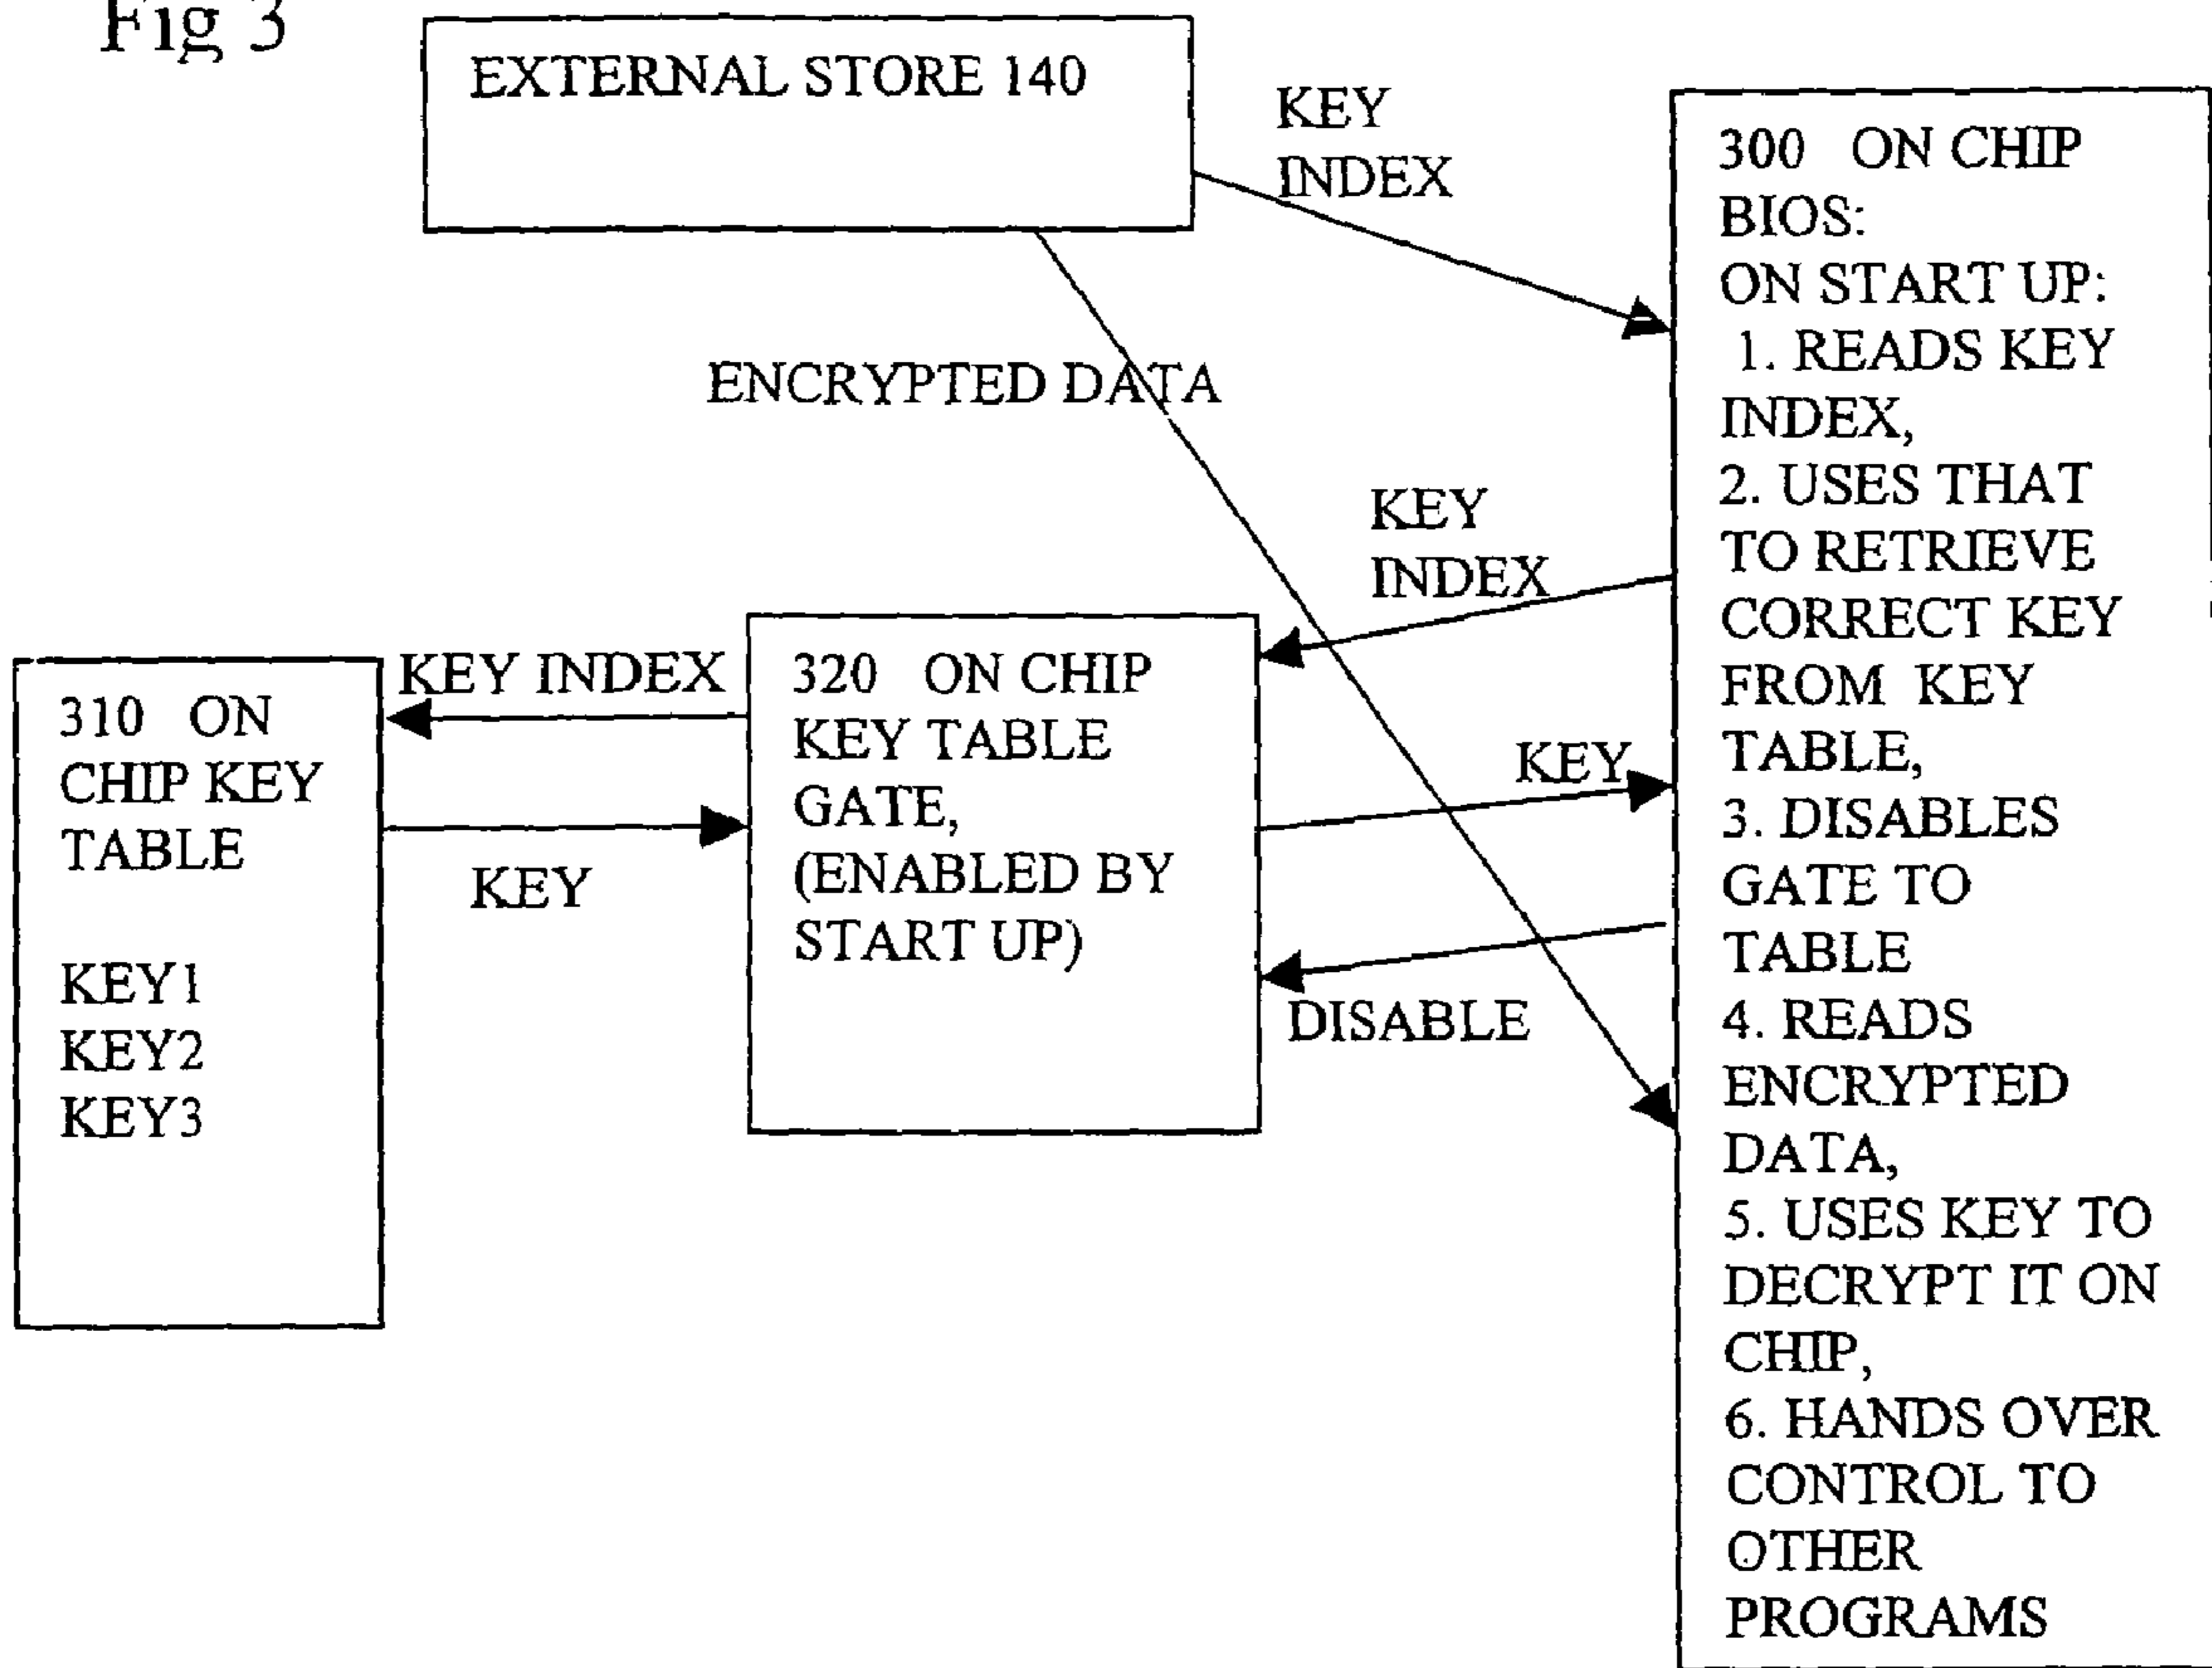 Fig 3
EXTERNAL STORE 140
KEY
INDEX
ENCRYPTED DATA
KEY
INDEX
KEY INDEX
KEY
KEY
DISABLE
310 ON
CHIP KEY
TABLE
KEY1
KEY2
KEY3
320 ON CHIP
KEY TABLE
GATE,
(ENABLED BY
START UP)
300 ON CHIP
BIOS:
ON START UP:
1. READS KEY
INDEX,
2. USES THAT
TO RETRIEVE
CORRECT KEY
FROM KEY
TABLE,
3. DISABLES
GATE TO
TABLE
4. READS
ENCRYPTED
DATA,
5. USES KEY TO
DECRYPT IT ON
CHIP,
6. HANDS OVER
CONTROL TO
OTHER
PROGRAMS